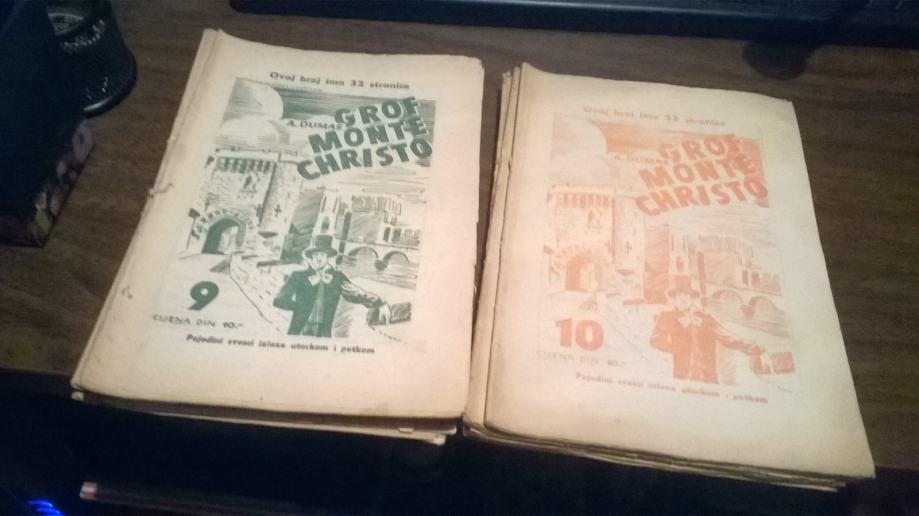 Ovaj broj ima 32 stranice
A. DUMAS
GROF
MONTE
CHRISTO
9
CIJENA DIN 10.-
Pojedini svesci izlaze utorkom i petkom
Ovaj broj ima 32 stranice
A. DUMAS
GROF
MONTE
CHRISTO
10
CIJENA DIN 10.-
Pojedini svesci izlaze utorkom i petkom